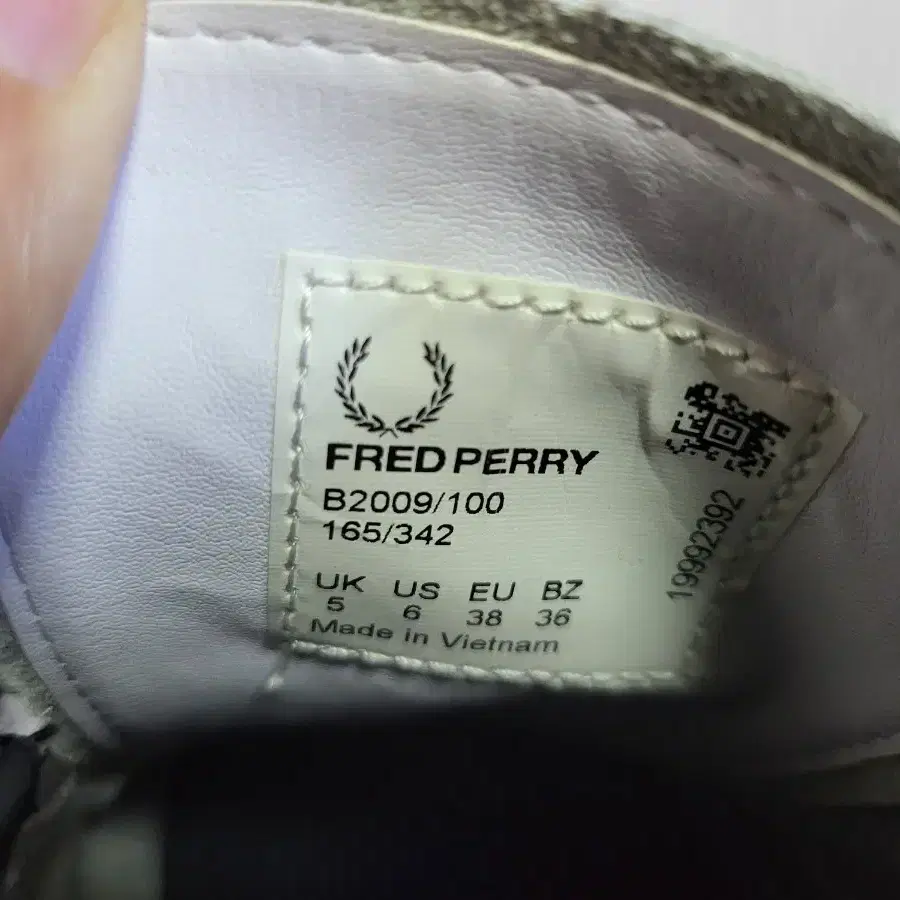 FRED PERRY
B2009/100
165/342
UK US EU BZ
5 6 38 36
Made in Vietnam
19992392